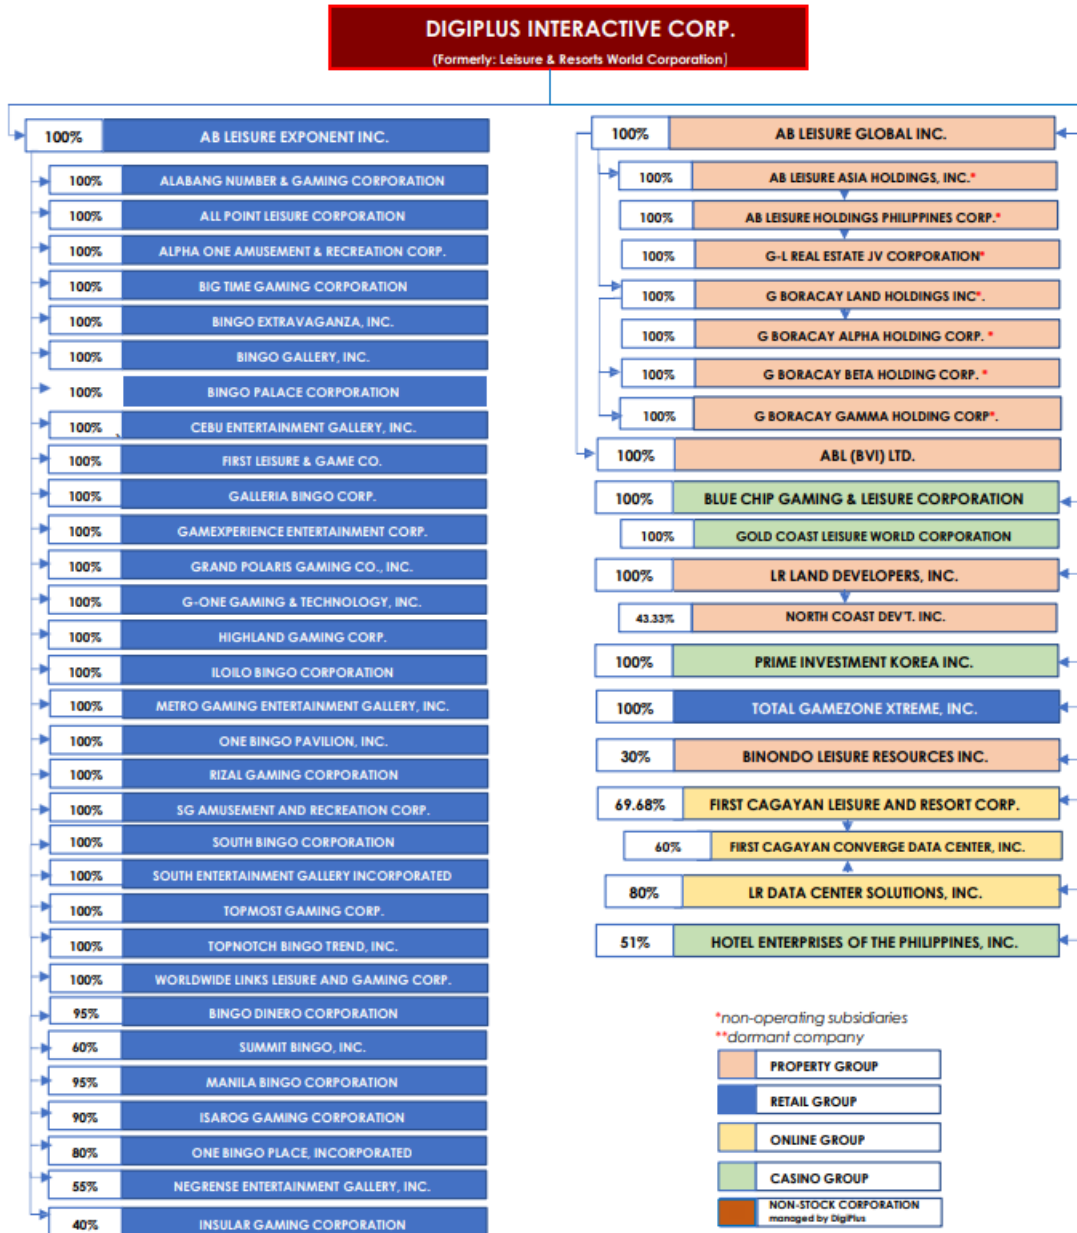 DIGIPLUS INTERACTIVE CORP.
(Formerly: Leisure & Resorts World Corporation)
100% AB LEISURE EXPONENT INC.
100% ALABANG NUMBER & GAMING CORPORATION
100% ALL POINT LEISURE CORPORATION
100% ALPHA ONE AMUSEMENT & RECREATION CORP.
100% BIG TIME GAMING CORPORATION
100% BINGO EXTRAVAGANZA, INC.
100% BINGO GALLERY, INC.
100% BINGO PALACE CORPORATION
100% CEBU ENTERTAINMENT GALLERY, INC.
100% FIRST LEISURE & GAME CO.
100% GALLERIA BINGO CORP.
100% GAMEXPERIENCE ENTERTAINMENT CORP.
100% GRAND POLARIS GAMING CO., INC.
100% G-ONE GAMING & TECHNOLOGY, INC.
100% HIGHLAND GAMING CORP.
100% ILOILO BINGO CORPORATION
100% METRO GAMING ENTERTAINMENT GALLERY, INC.
100% ONE BINGO PAVILION, INC.
100% RIZAL GAMING CORPORATION
100% SG AMUSEMENT AND RECREATION CORP.
100% SOUTH BINGO CORPORATION
100% SOUTH ENTERTAINMENT GALLERY INCORPORATED
100% TOPMOST GAMING CORP.
100% TOPNOTCH BINGO TREND, INC.
100% WORLDWIDE LINKS LEISURE AND GAMING CORP.
95% BINGO DINERO CORPORATION
60% SUMMIT BINGO, INC.
95% MANILA BINGO CORPORATION
90% ISAROG GAMING CORPORATION
80% ONE BINGO PLACE, INCORPORATED
55% NEGRENSE ENTERTAINMENT GALLERY, INC.
40% INSULAR GAMING CORPORATION
100% AB LEISURE GLOBAL INC.
100% AB LEISURE ASIA HOLDINGS, INC.*
100% AB LEISURE HOLDINGS PHILIPPINES CORP.*
100% G-L REAL ESTATE JV CORPORATION*
100% G BORACAY LAND HOLDINGS INC*.
100% G BORACAY ALPHA HOLDING CORP. *
100% G BORACAY BETA HOLDING CORP. *
100% G BORACAY GAMMA HOLDING CORP*.
100% ABL (BVI) LTD.
100% BLUE CHIP GAMING & LEISURE CORPORATION
100% GOLD COAST LEISURE WORLD CORPORATION
100% LR LAND DEVELOPERS, INC.
43.33% NORTH COAST DEV'T. INC.
100% PRIME INVESTMENT KOREA INC.
100% TOTAL GAMEZONE XTREME, INC.
30% BINONDO LEISURE RESOURCES INC.
69.68% FIRST CAGAYAN LEISURE AND RESORT CORP.
60% FIRST CAGAYAN CONVERGE DATA CENTER, INC.
80% LR DATA CENTER SOLUTIONS, INC.
51% HOTEL ENTERPRISES OF THE PHILIPPINES, INC.
*non-operating subsidiaries
**dormant company
PROPERTY GROUP
RETAIL GROUP
ONLINE GROUP
CASINO GROUP
NON-STOCK CORPORATION
managed by DigiPlus